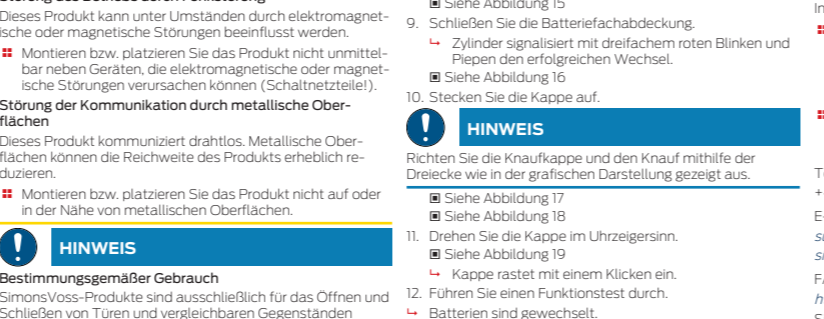 Dieses Produkt kann unter Umständen durch elektromagnet-
ische oder magnetische Störungen beeinflusst werden.
Montieren bzw. platzieren Sie das Produkt nicht unmittel-
bar neben Geräten, die elektromagnetische oder magnet-
ische Störungen verursachen können (Schaltnetzteile!).
Störung der Kommunikation durch metallische Ober-
flächen
Dieses Produkt kommuniziert drahtlos. Metallische Ober-
flächen können die Reichweite des Produkts erheblich re-
duzieren.
Montieren bzw. platzieren Sie das Produkt nicht auf oder
in der Nähe von metallischen Oberflächen.
HINWEIS
Bestimmungsgemäßer Gebrauch
SimonsVoss-Produkte sind ausschließlich für das Öffnen und
Schließen von Türen und vergleichbaren Gegenständen
Siehe Abbildung 15
9. Schließen Sie die Batteriefachabdeckung.
↳ Zylinder signalisiert mit dreifachem roten Blinken und
Piepen den erfolgreichen Wechsel.
Siehe Abbildung 16
10. Stecken Sie die Kappe auf.
HINWEIS
Richten Sie die Knaufkappe und den Knauf mithilfe der
Dreiecke wie in der grafischen Darstellung gezeigt aus.
Siehe Abbildung 17
Siehe Abbildung 18
11. Drehen Sie die Kappe im Uhrzeigersinn.
Siehe Abbildung 19
↳ Kappe rastet mit einem Klicken ein.
12. Führen Sie einen Funktionstest durch.
↳ Batterien sind gewechselt.